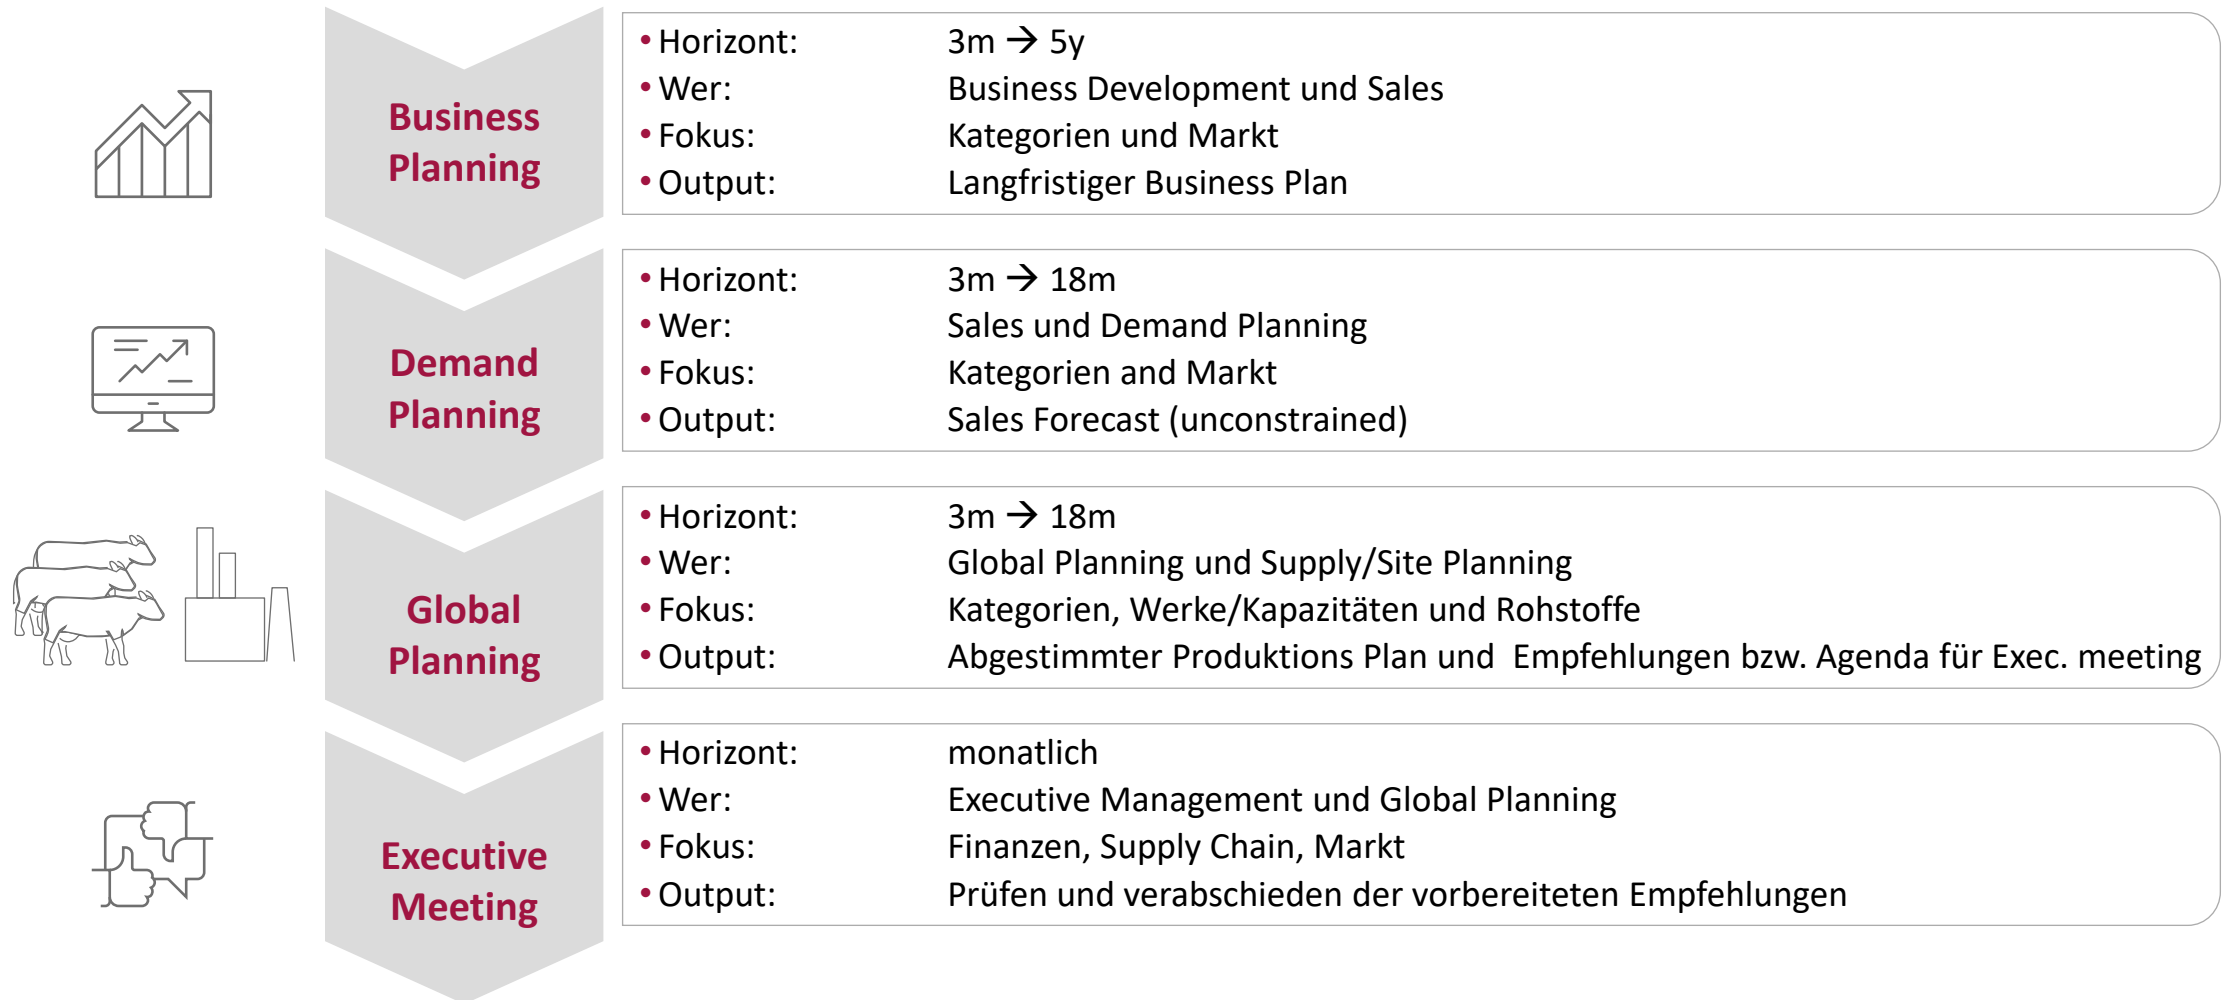 Business
Planning
• Horizont: 3m → 5y
• Wer: Business Development und Sales
• Fokus: Kategorien und Markt
• Output: Langfristiger Business Plan
Demand
Planning
• Horizont: 3m → 18m
• Wer: Sales und Demand Planning
• Fokus: Kategorien and Markt
• Output: Sales Forecast (unconstrained)
Global
Planning
• Horizont: 3m → 18m
• Wer: Global Planning und Supply/Site Planning
• Fokus: Kategorien, Werke/Kapazitäten und Rohstoffe
• Output: Abgestimmter Produktions Plan und  Empfehlungen bzw. Agenda für Exec. meeting
Executive
Meeting
• Horizont: monatlich
• Wer: Executive Management und Global Planning
• Fokus: Finanzen, Supply Chain, Markt
• Output: Prüfen und verabschieden der vorbereiteten Empfehlungen